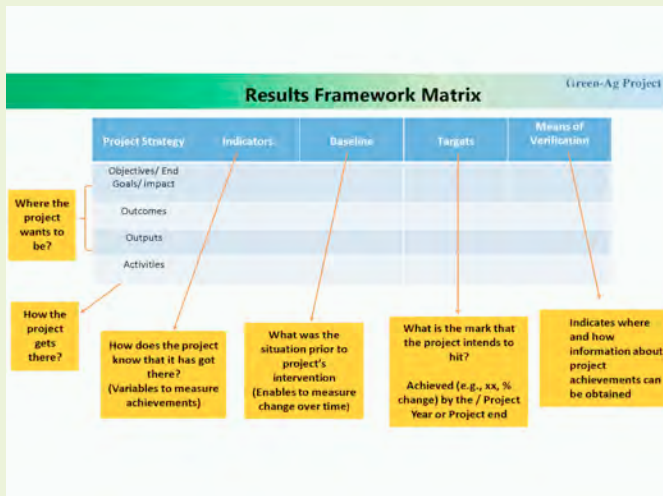 Green-Ag Project
Results Framework Matrix
Project Strategy
Indicators
Baseline
Targets
Means of
Verification
Objectives/ End
Goals/ impact
Outcomes
Outputs
Activities
Where the
project
wants to
be?
How the
project
gets
there?
How does the project
know that it has got
there?
(Variables to measure
achievements)
What was the
situation prior to
project's
intervention
(Enables to measure
change over time)
What is the mark that
the project intends to
hit?
Achieved (e.g., xx, %
change) by the / Project
Year or Project end
Indicates where
and how
information about
project
achievements can
be obtained